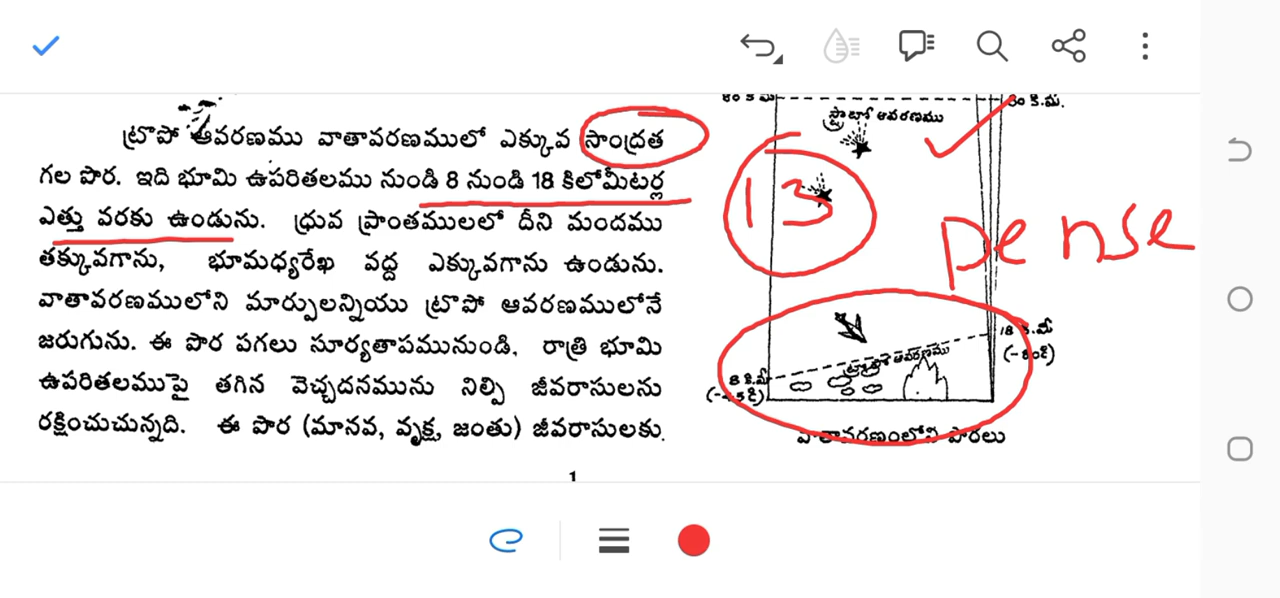 ట్రొపో ఆవరణము వాతావరణములో ఎక్కువ సాంద్రత
గల పొర. ఇది భూమి ఉపరితలము నుండి 8 నుండి 18 కిలోమీటర్ల
ఎత్తు వరకు ఉండును. ధ్రువ ప్రాంతములలో దీని మందము
తక్కువగాను, భూమధ్యరేఖ వద్ద ఎక్కువగాను ఉండును.
వాతావరణములోని మార్పులన్నియు ట్రొపో ఆవరణములోనే
జరుగును. ఈ పొర పగలు సూర్యతాపమునుండి, రాత్రి భూమి
ఉపరితలముపై తగిన వెచ్చదనమును నిల్పి జీవరాసులను
రక్షించుచున్నది. ఈ పొర (మానవ, వృక్ష, జంతు) జీవరాసులకు.
1
80 కి.మి.
స్ట్రాటో ఆవరణము
13
Dense
18 కి.మీ
ట్రోపో ఆవరణము
8 కి.మీ
వాతావరణంలోని పొరలు